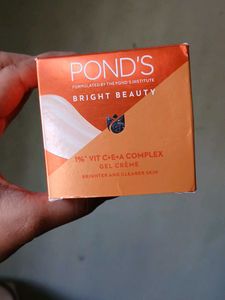 POND'S
FORMULATED BY THE POND'S INSTITUTE
BRIGHT BEAUTY
1%* VIT C+E+A COMPLEX
GEL CRÈME
BRIGHTER AND CLEARER SKIN